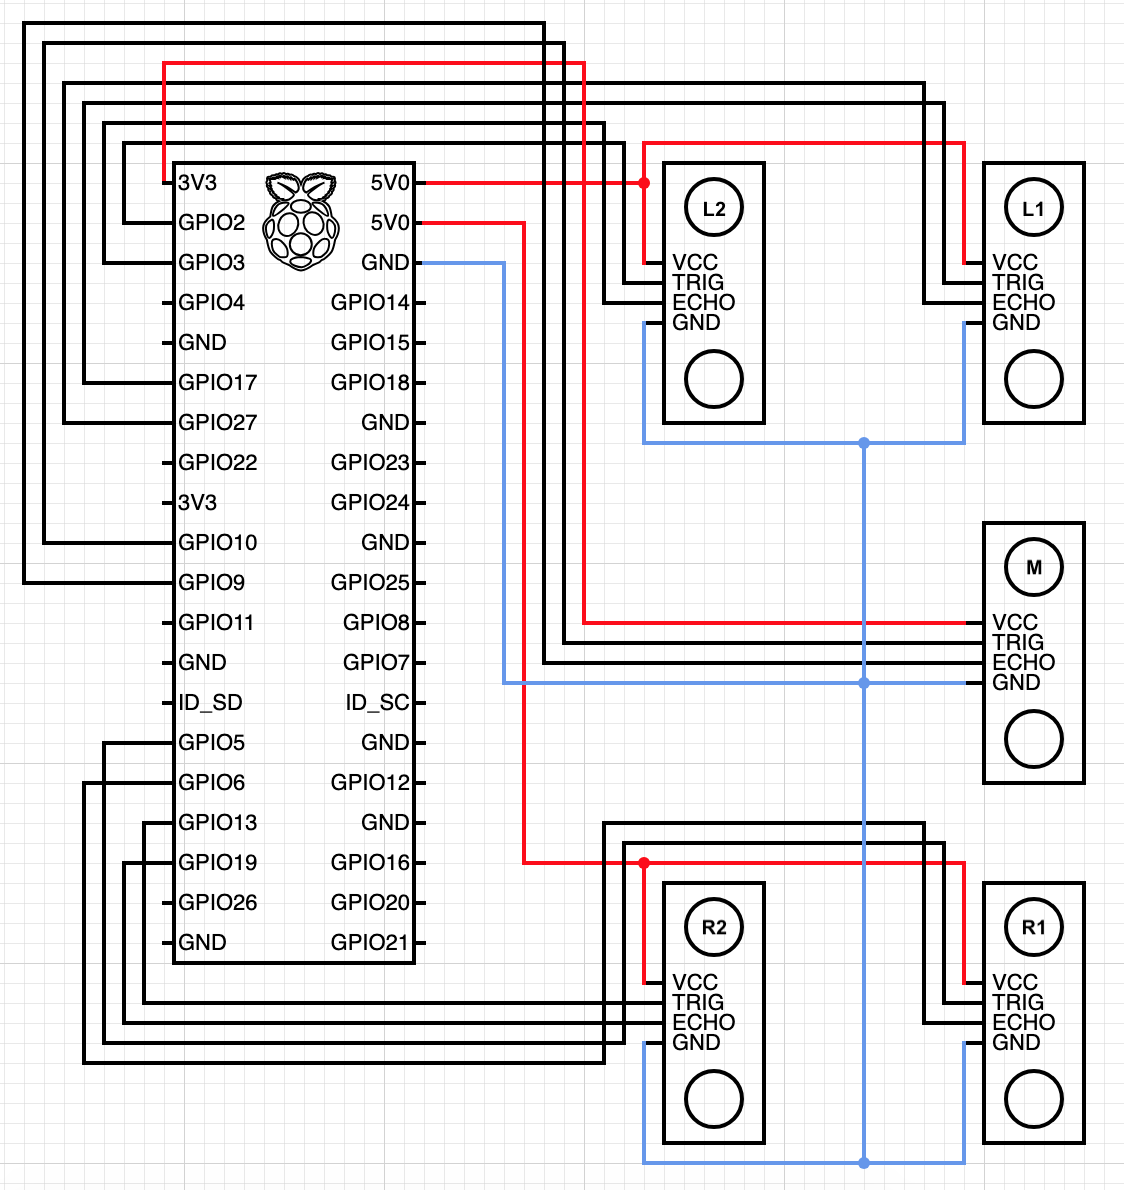 3V3
GPIO2
GPIO3
GPIO4
GND
GPIO17
GPIO27
GPIO22
3V3
GPIO10
GPIO9
GPIO11
GND
ID_SD
GPIO5
GPIO6
GPIO13
GPIO19
GPIO26
GND
5V0
5V0
GND
GPIO14
GPIO15
GPIO18
GND
GPIO23
GPIO24
GND
GPIO25
GPIO8
GPIO7
ID_SC
GND
GPIO12
GND
GPIO16
GPIO20
GPIO21
L2
VCC
TRIG
ECHO
GND
L1
VCC
TRIG
ECHO
GND
M
VCC
TRIG
ECHO
GND
R2
VCC
TRIG
ECHO
GND
R1
VCC
TRIG
ECHO
GND